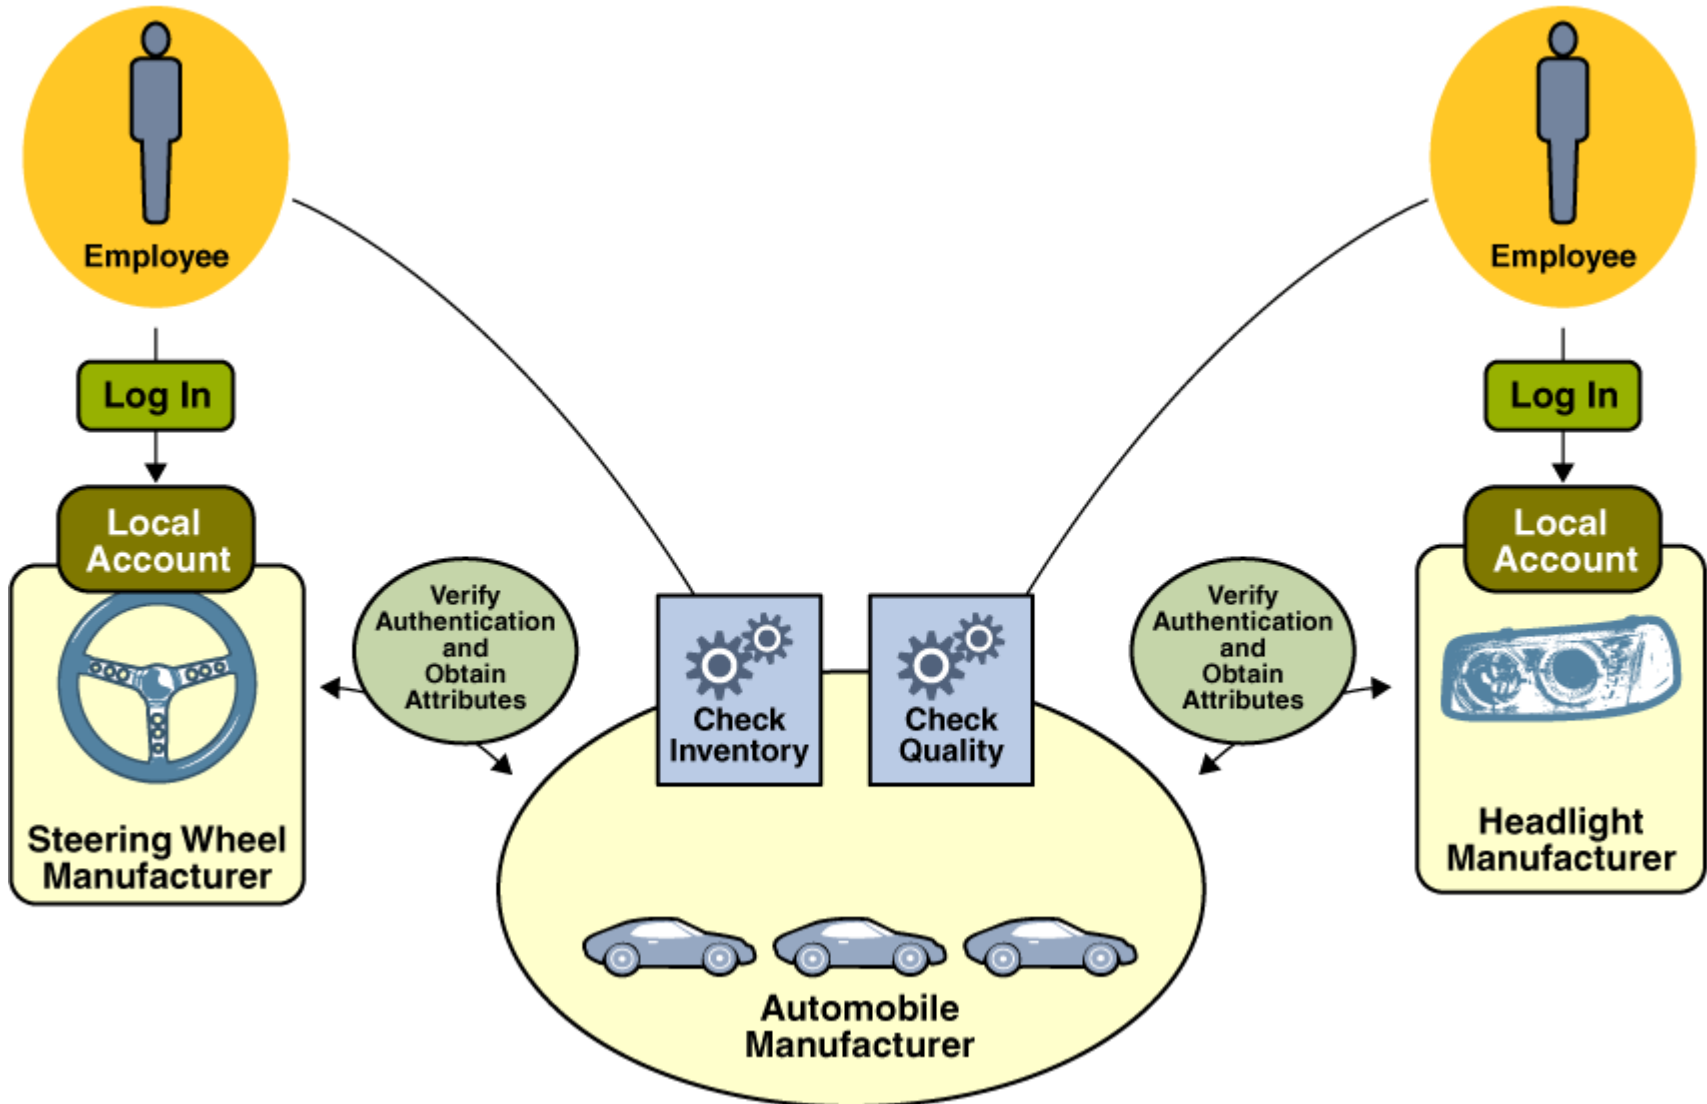 Employee
Employee
Log In
Log In
Local
Account
Local
Account
Verify
Authentication
and
Obtain
Attributes
Verify
Authentication
and
Obtain
Attributes
Check
Inventory
Check
Quality
Steering Wheel
Manufacturer
Headlight
Manufacturer
Automobile
Manufacturer